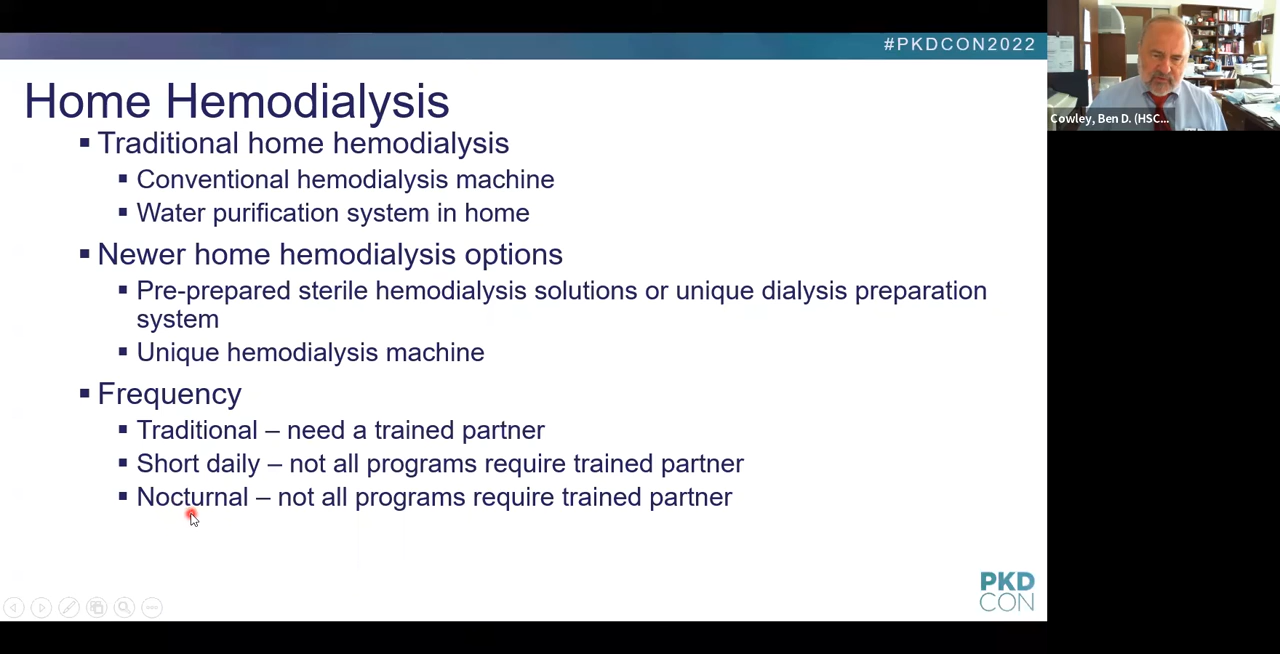 #PKDCON2022
Home Hemodialysis
▪ Traditional home hemodialysis
▪ Conventional hemodialysis machine
▪ Water purification system in home
▪ Newer home hemodialysis options
▪ Pre-prepared sterile hemodialysis solutions or unique dialysis preparation
system
▪ Unique hemodialysis machine
▪ Frequency
▪ Traditional – need a trained partner
▪ Short daily – not all programs require trained partner
▪ Nocturnal – not all programs require trained partner
PKD
CON
Cowley, Ben D. (HSC...